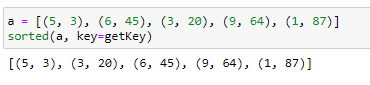 a = [(5, 3), (6, 45), (3, 20), (9, 64), (1, 87)]
sorted(a, key=getKey)
[(5, 3), (3, 20), (6, 45), (9, 64), (1, 87)]